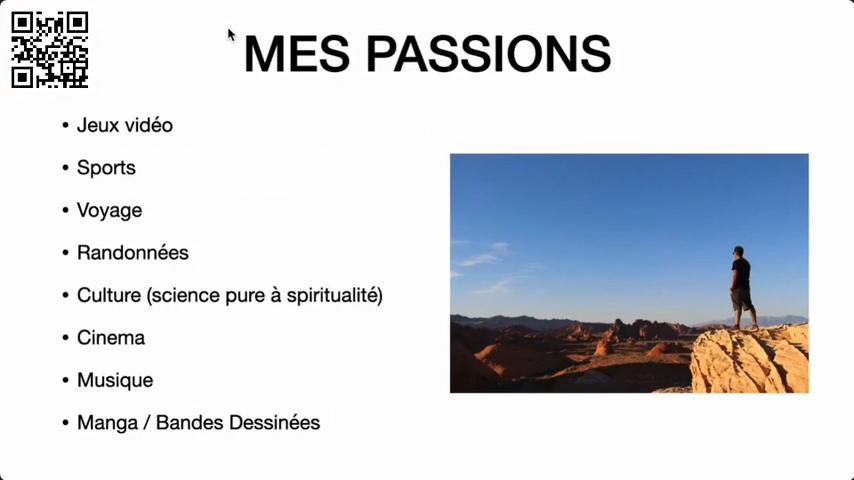 MES PASSIONS
• Jeux vidéo
• Sports
• Voyage
• Randonnées
• Culture (science pure à spiritualité)
• Cinema
• Musique
• Manga / Bandes Dessinées